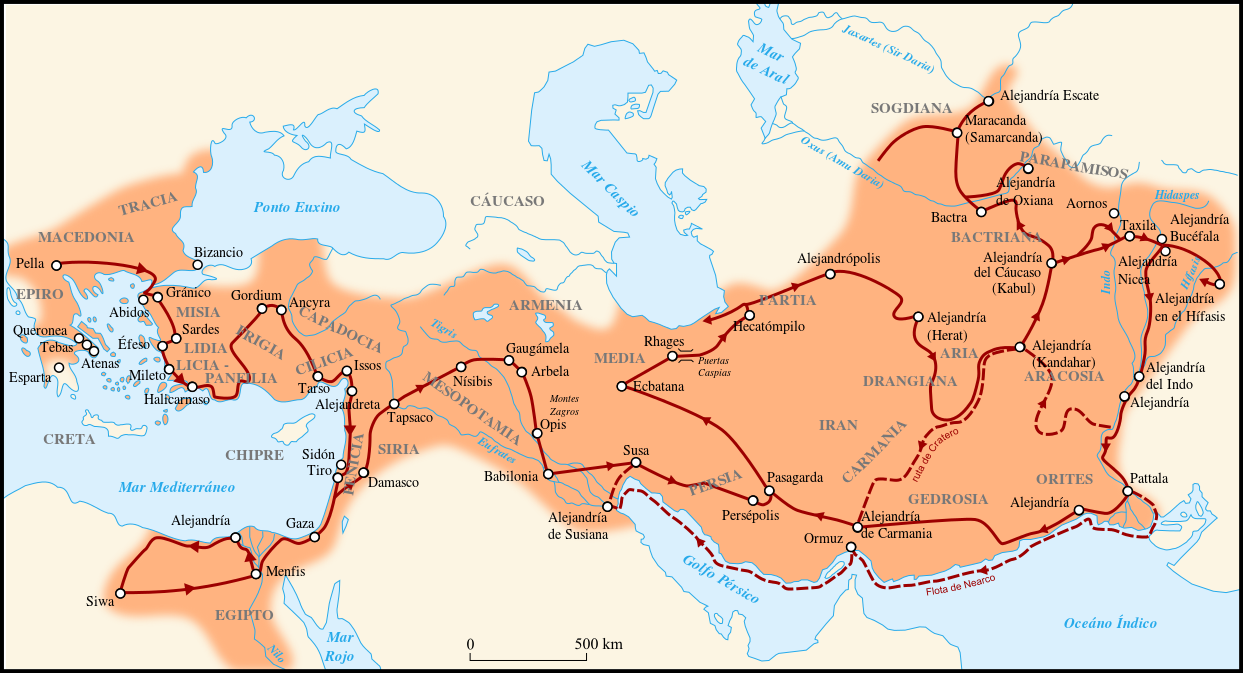 Jaxartes (Sir Daria)
Mar
de Aral
Alejandría Escate
SOGDIANA
Maracanda
(Samarcanda)
Oxus (Amu Daria)
PARAPAMISOS
Alejandría
de Oxiana
Mar Caspio
TRACIA
Ponto Euxino
CÁUCASO
Hidaspes
Aornos
Bactra
Taxila
Alejandría
Bucéfala
MACEDONIA
BACTRIANA
Bizancio
Pella
Alejandrópolis
Alejandría
del Cáucaso
(Kabul)
Alejandría
Nicea
Indo
Hífasis
EPIRO
Gránico
Abidos
MISIA
Gordium
Ancyra
ARMENIA
PARTIA
Alejandría
en el Hífasis
CAPADOCIA
Tigris
Hecatómpilo
Alejandría
(Herat)
Queronea
Tebas
Atenas
Sardes
Éfeso
LIDIA
FRIGIA
Gaugámela
Rhages
Puertas
Caspias
MEDIA
ARIA
Alejandría
(Kandahar)
ARACOSIA
Esparta
Mileto
LICIA -
PANFILIA
CILICIA
Issos
Arbela
Nísibis
Ecbatana
DRANGIANA
Alejandría
del Indo
Halicarnaso
Tarso
Alejandreta
MESOPOTAMIA
Montes
Zagros
Alejandría
Tapsaco
Opis
IRAN
CRETA
CHIPRE
Sidón
Tiro
FENICIA
SIRIA
Eufrates
Susa
CARMANIA
ruta de Cratero
Damasco
Babilonia
PERSIA
Pasagarda
ORITES
Pattala
Mar Mediterráneo
Persépolis
GEDROSIA
Alejandría
Alejandría
Gaza
Alejandría
de Susiana
Alejandría
de Carmania
Ormuz
Menfis
Golfo Pérsico
Flota de Nearco
Siwa
EGIPTO
Nilo
Mar
Rojo
0
500 km
Océano Índico